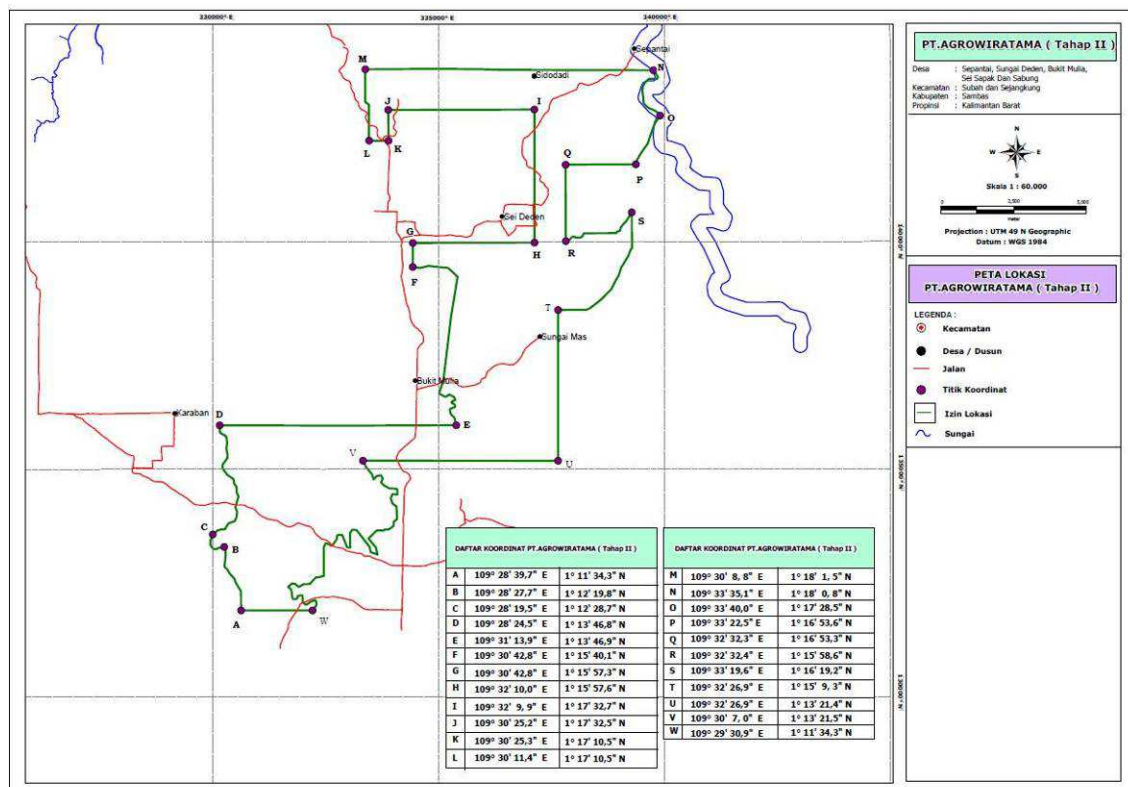 330000° E
335000° E
340000° E
Sepantai
M
Sidodadi
N
J
I
O
L
K
Q
P
Sei Deden
S
G
H
R
F
T
Sungai Mas
Bukit Mulia
Karaban
D
E
V
U
C
B
A
W
140000° N
135000° N
130000° N
DAFTAR KOORDINAT PT.AGROWIRATAMA ( Tahap II )
A 109° 28' 39,7" E 1° 11' 34,3" N
B 109° 28' 27,7" E 1° 12' 19,8" N
C 109° 28' 19,5" E 1° 12' 28,7" N
D 109° 28' 24,5" E 1° 13' 46,8" N
E 109° 31' 13,9" E 1° 13' 46,9" N
F 109° 30' 42,8" E 1° 15' 40,1" N
G 109° 30' 42,8" E 1° 15' 57,3" N
H 109° 32' 10,0" E 1° 15' 57,6" N
I 109° 32' 9, 9" E 1° 17' 32,7" N
J 109° 30' 25,2" E 1° 17' 32,5" N
K 109° 30' 25,3" E 1° 17' 10,5" N
L 109° 30' 11,4" E 1° 17' 10,5" N
DAFTAR KOORDINAT PT.AGROWIRATAMA ( Tahap II )
M 109° 30' 8, 8" E 1° 18' 1, 5" N
N 109° 33' 35,1" E 1° 18' 0, 8" N
O 109° 33' 40,0" E 1° 17' 28,5" N
P 109° 33' 22,5" E 1° 16' 53,6" N
Q 109° 32' 32,3" E 1° 16' 53,3" N
R 109° 32' 32,4" E 1° 15' 58,6" N
S 109° 33' 19,6" E 1° 16' 19,2" N
T 109° 32' 26,9" E 1° 15' 9, 3" N
U 109° 32' 26,9" E 1° 13' 21,4" N
V 109° 30' 7, 0" E 1° 13' 21,5" N
W 109° 29' 30,9" E 1° 11' 34,3" N
PT.AGROWIRATAMA ( Tahap II )
Desa : Sepantai, Sungai Deden, Bukit Mulia,
Sei Sapak Dan Sabung
Kecamatan : Subah dan Sejangkung
Kabupaten : Sambas
Propinsi : Kalimantan Barat
N
W E
S
Skala 1 : 60.000
0 2,500 5,000
meter
Projection : UTM 49 N Geographic
Datum : WGS 1984
PETA LOKASI
PT.AGROWIRATAMA ( Tahap II )
LEGENDA :
Kecamatan
Desa / Dusun
Jalan
Titik Koordinat
Izin Lokasi
Sungai